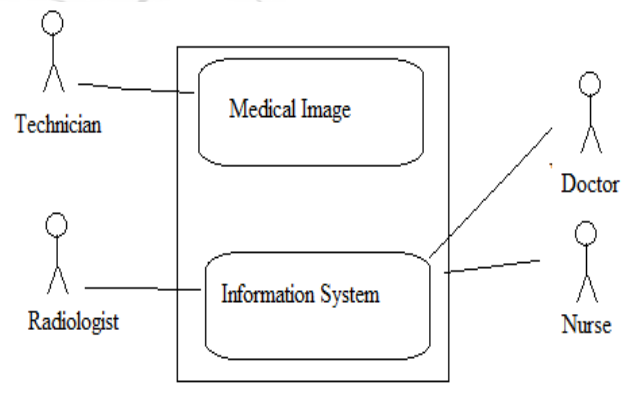 Technician
Medical Image
Doctor
Radiologist
Information System
Nurse